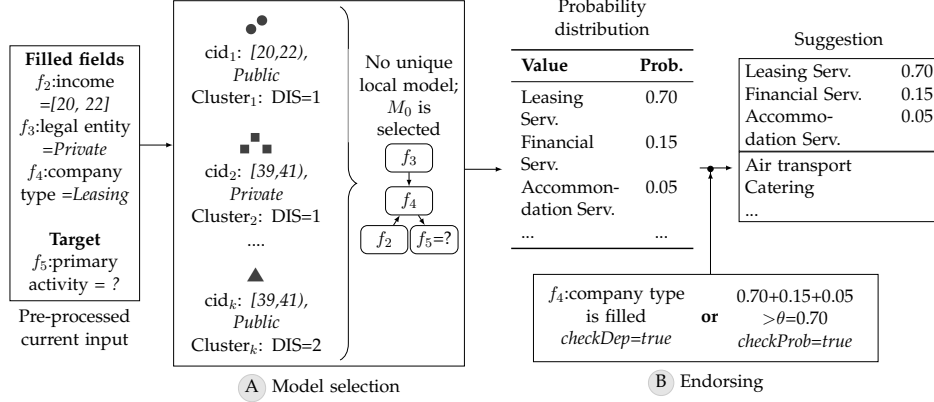 Filled fields
f2:income
=[20, 22]
f3:legal entity
=Private
f4:company
type =Leasing
Target
f5:primary
activity = ?
Pre-processed
current input
cid1: [20,22),
Public
Cluster1: DIS=1
cid2: [39,41),
Private
Cluster2: DIS=1
....
cidk: [39,41),
Public
Clusterk: DIS=2
No unique
local model;
M0 is
selected
f3
f4
f2
f5=?
A Model selection
Probability
distribution
Value Prob.
Leasing 0.70
Serv.
Financial 0.15
Serv.
Accommon- 0.05
dation Serv.
... ...
f4:company type
is filled
checkDep=true
or
0.70+0.15+0.05
>θ=0.70
checkProb=true
B Endorsing
Suggestion
Leasing Serv. 0.70
Financial Serv. 0.15
Accommo- 0.05
dation Serv.
Air transport
Catering
...